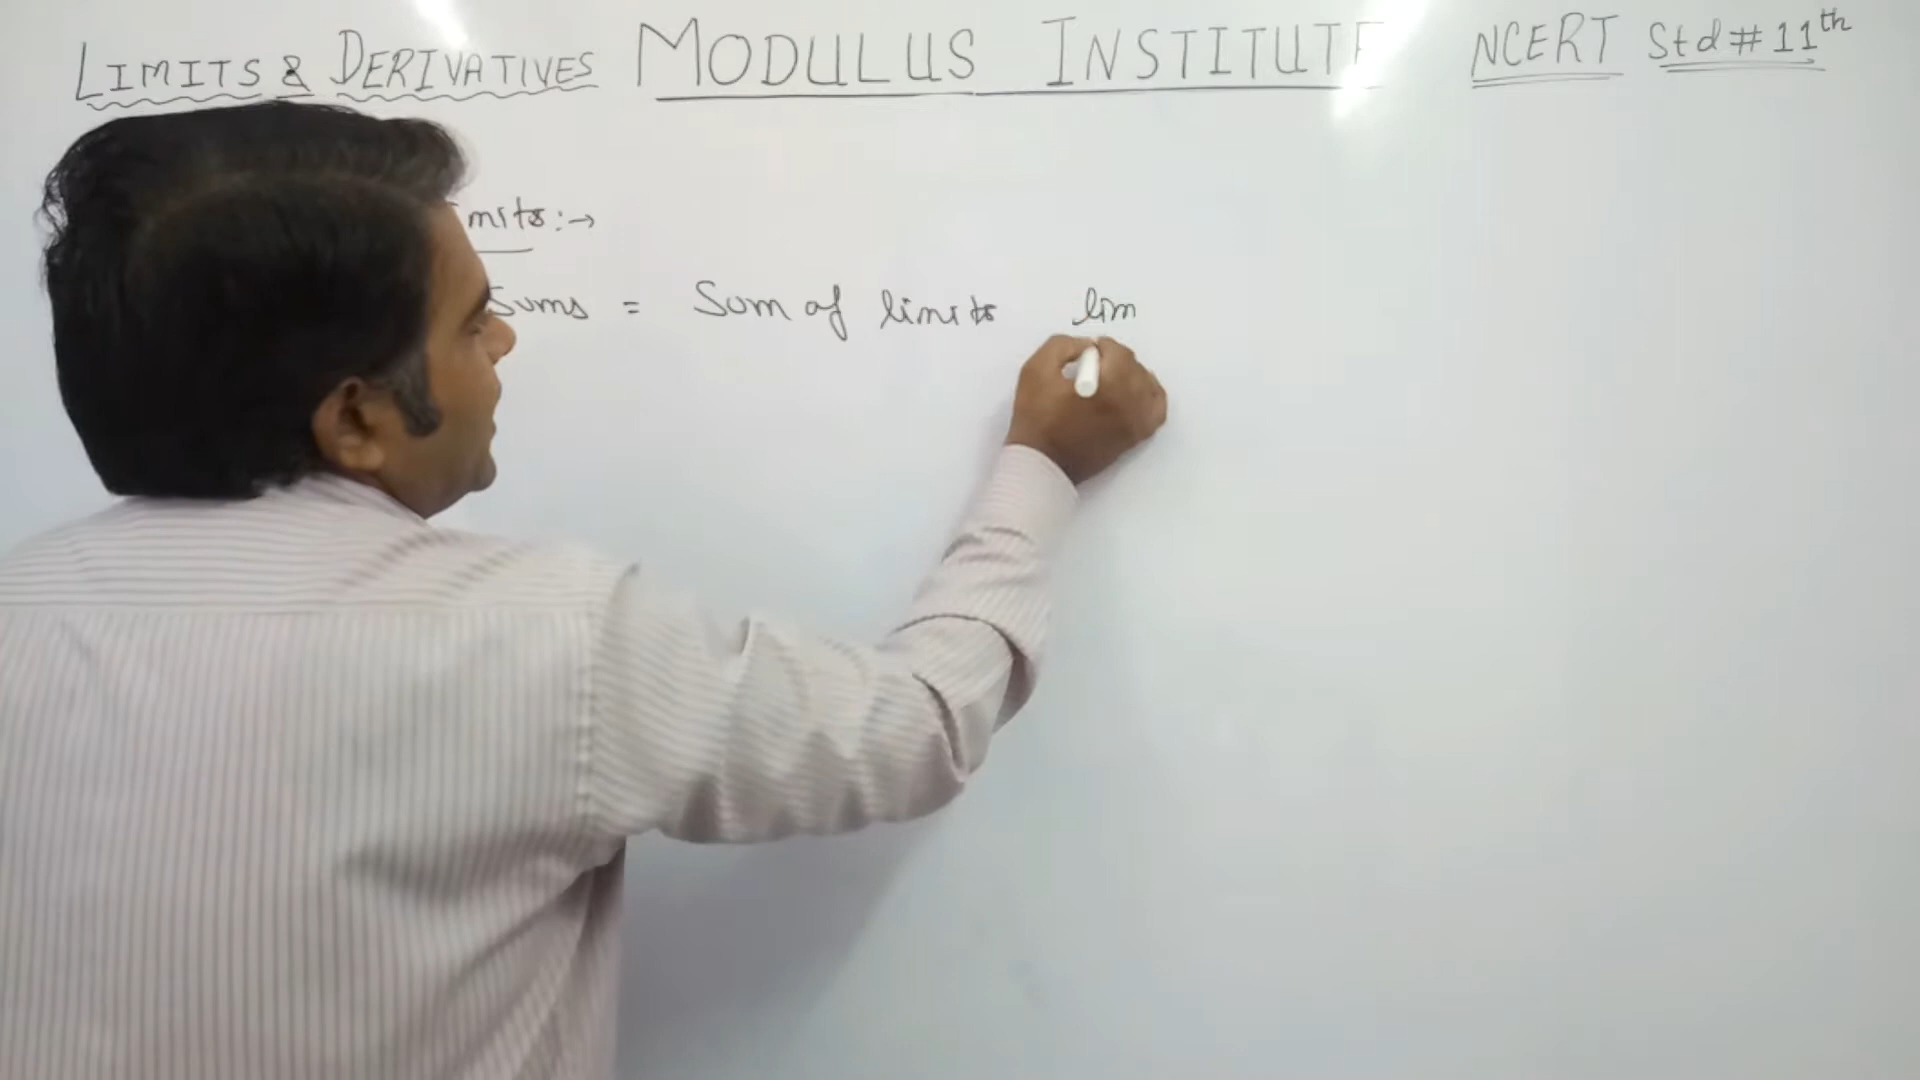 LIMITS & DERIVATIVES MODULUS INSTITUTE NCERT Std # 11th
mits:→
Sums = Sum of limits lim